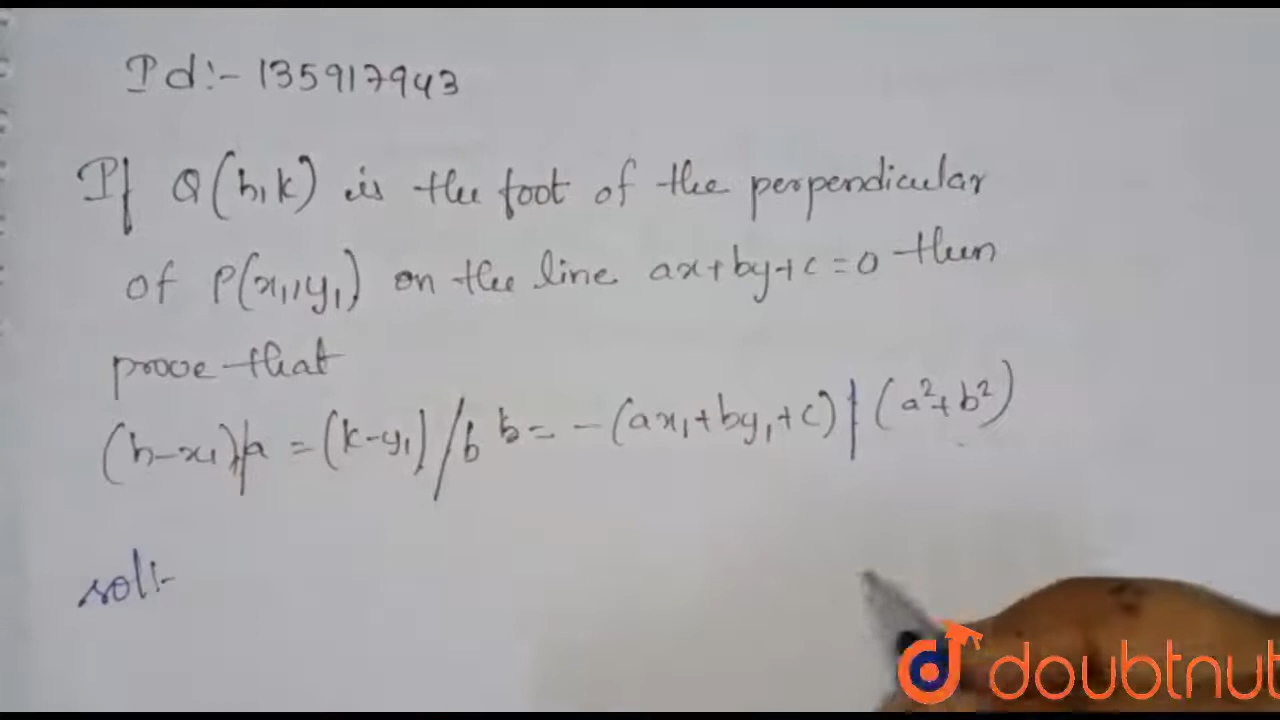 Id:- 135917943
If Q(h,k) is the foot of the perpendicular
of P(x₁,y₁) on the line ax+by+c=0 then
prove that
(h-x₁)/a = (k-y₁)/b b = -(ax₁+by₁+c)/(a²+b²)
sol:-
doubtnut